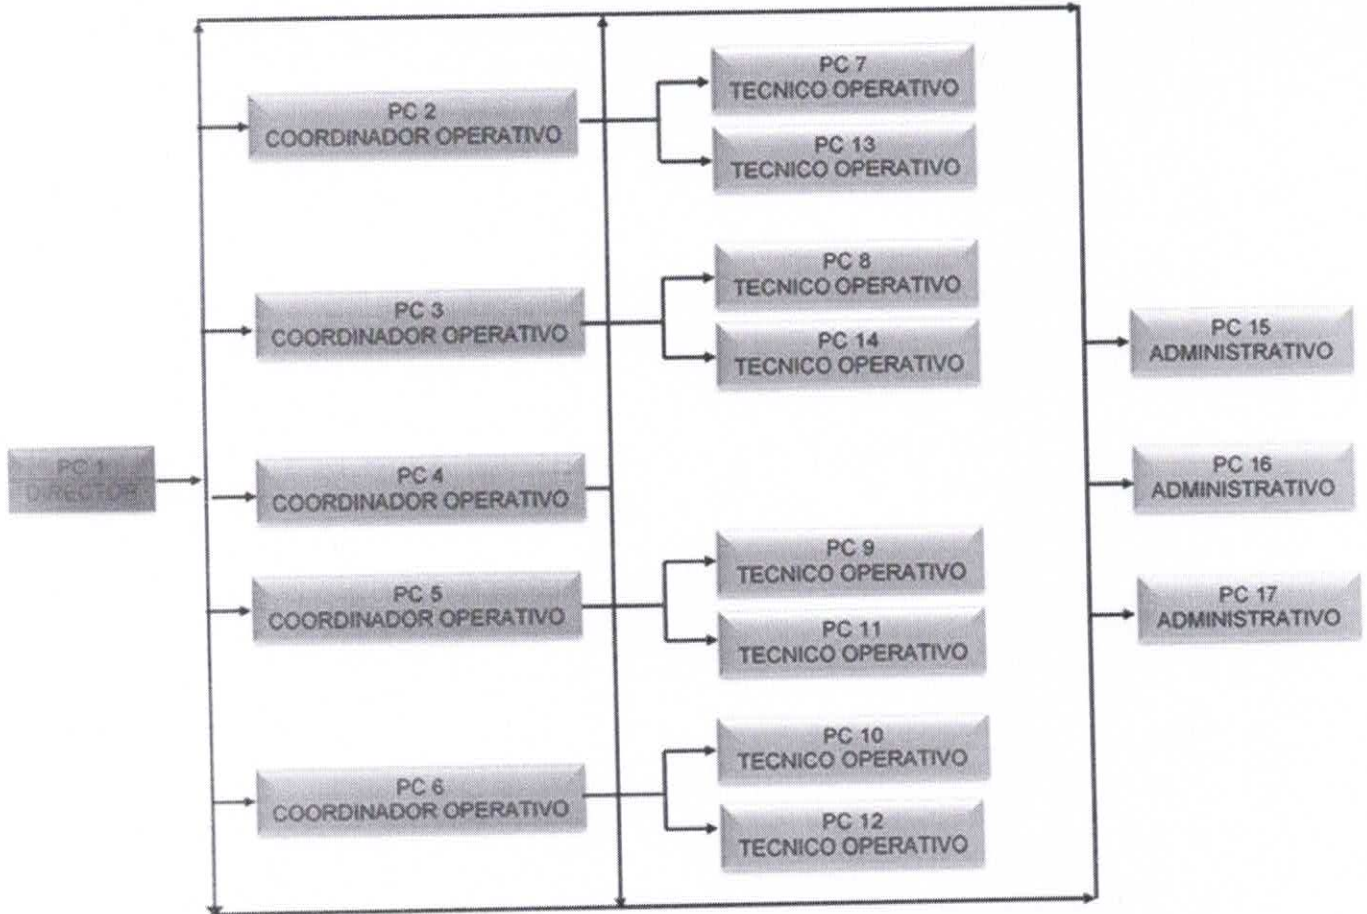 PC 1
DIRECTOR
PC 2
COORDINADOR OPERATIVO
PC 3
COORDINADOR OPERATIVO
PC 4
COORDINADOR OPERATIVO
PC 5
COORDINADOR OPERATIVO
PC 6
COORDINADOR OPERATIVO
PC 7
TECNICO OPERATIVO
PC 13
TECNICO OPERATIVO
PC 8
TECNICO OPERATIVO
PC 14
TECNICO OPERATIVO
PC 9
TECNICO OPERATIVO
PC 11
TECNICO OPERATIVO
PC 10
TECNICO OPERATIVO
PC 12
TECNICO OPERATIVO
PC 15
ADMINISTRATIVO
PC 16
ADMINISTRATIVO
PC 17
ADMINISTRATIVO